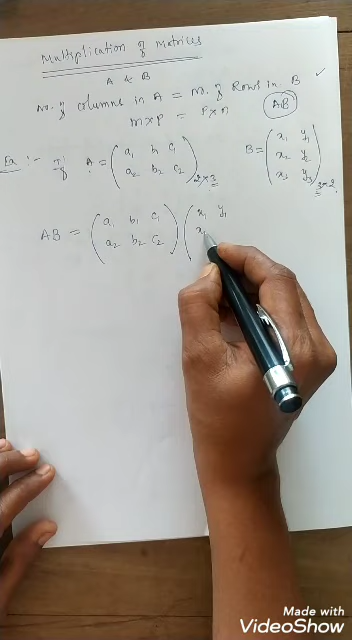 Multiplication of Matrices
A & B
No. of columns in A = No. of Rows in B ✓
m×p = p×n AB
Ex :- If A = ( a₁ b₁ c₁ B = ( x₁ y₁
a₂ b₂ c₂ )2×3 x₂ y₂
x₃ y₃ )3×2
AB = ( a₁ b₁ c₁ ( x₁ y₁
a₂ b₂ c₂ ) x₂
Made with
VideoShow